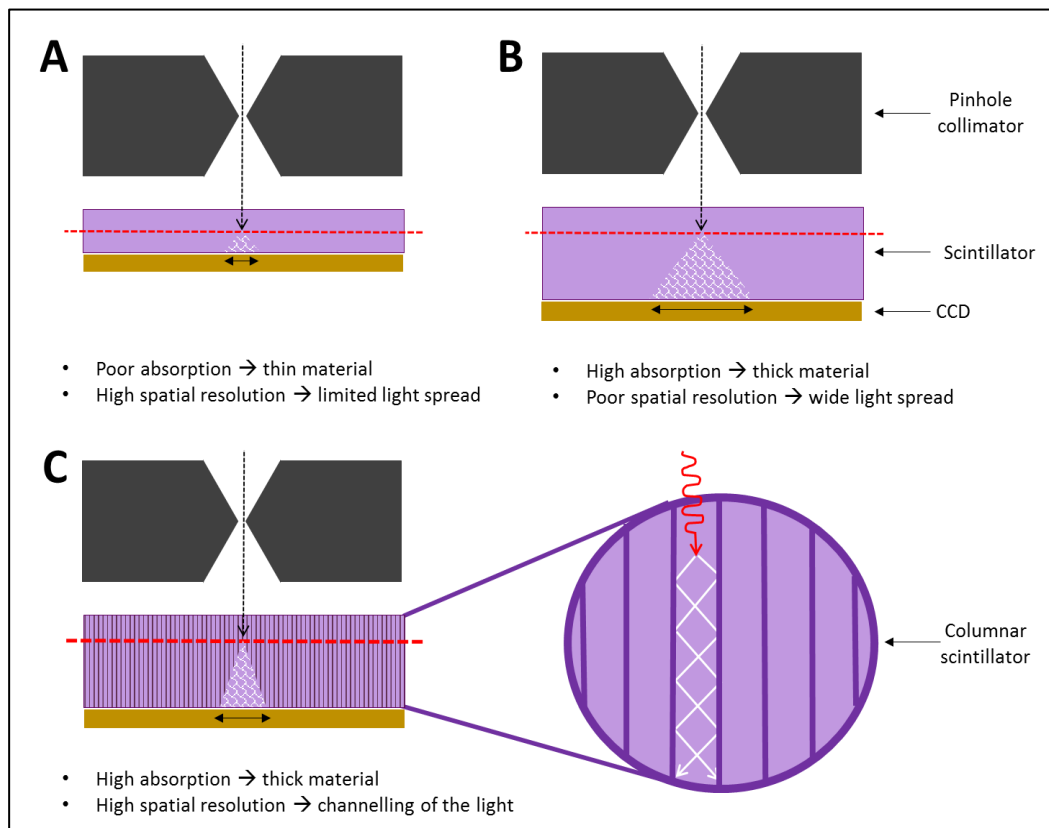 A
B
Pinhole
collimator
Scintillator
CCD
• Poor absorption → thin material
• High spatial resolution → limited light spread
• High absorption → thick material
• Poor spatial resolution → wide light spread
C
Columnar
scintillator
• High absorption → thick material
• High spatial resolution → channelling of the light